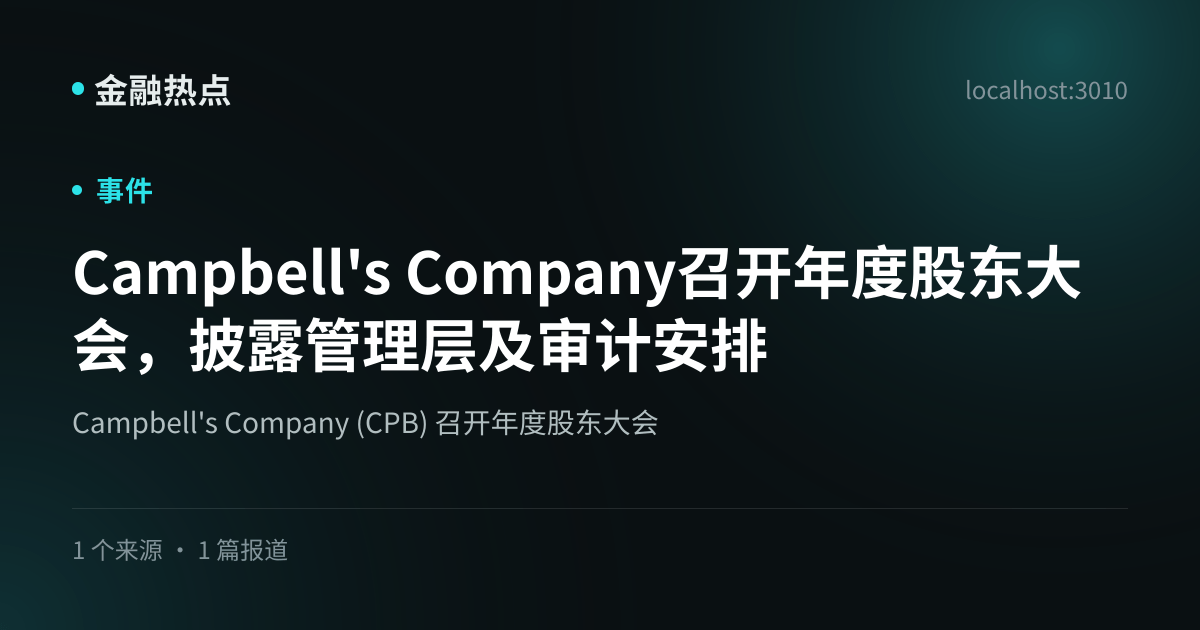 金融热点
localhost:3010
事件
Campbell's Company召开年度股东大
会，披露管理层及审计安排
Campbell's Company (CPB) 召开年度股东大会
1 个来源 · 1 篇报道